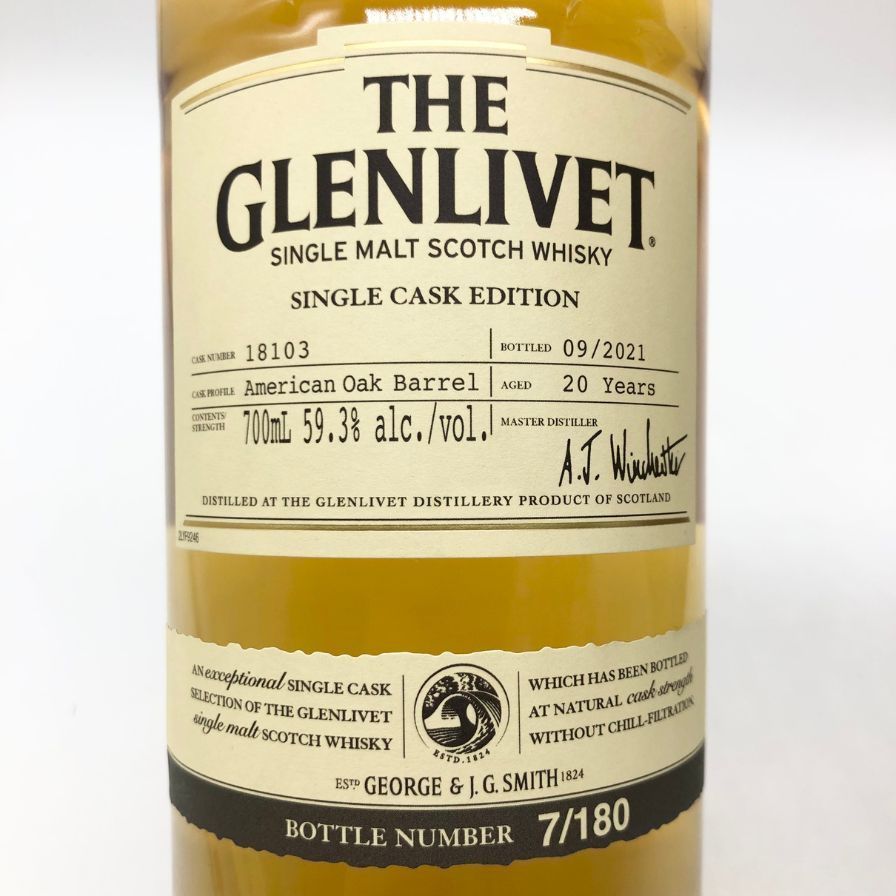 THE
GLENLIVET®
SINGLE MALT SCOTCH WHISKY
SINGLE CASK EDITION
CASK NUMBER 18103 BOTTLED 09/2021
CASK PROFILE American Oak Barrel AGED 20 Years
CONTENTS/
STRENGTH 700mL 59.3% alc./vol. MASTER DISTILLER
A.J. Winchester
DISTILLED AT THE GLENLIVET DISTILLERY PRODUCT OF SCOTLAND
AN exceptional SINGLE CASK
SELECTION OF THE GLENLIVET
single malt SCOTCH WHISKY
ESTD. 1824
WHICH HAS BEEN BOTTLED
AT NATURAL cask strength
WITHOUT CHILL-FILTRATION.
ESTD GEORGE & J. G. SMITH 1824
BOTTLE NUMBER 7/180